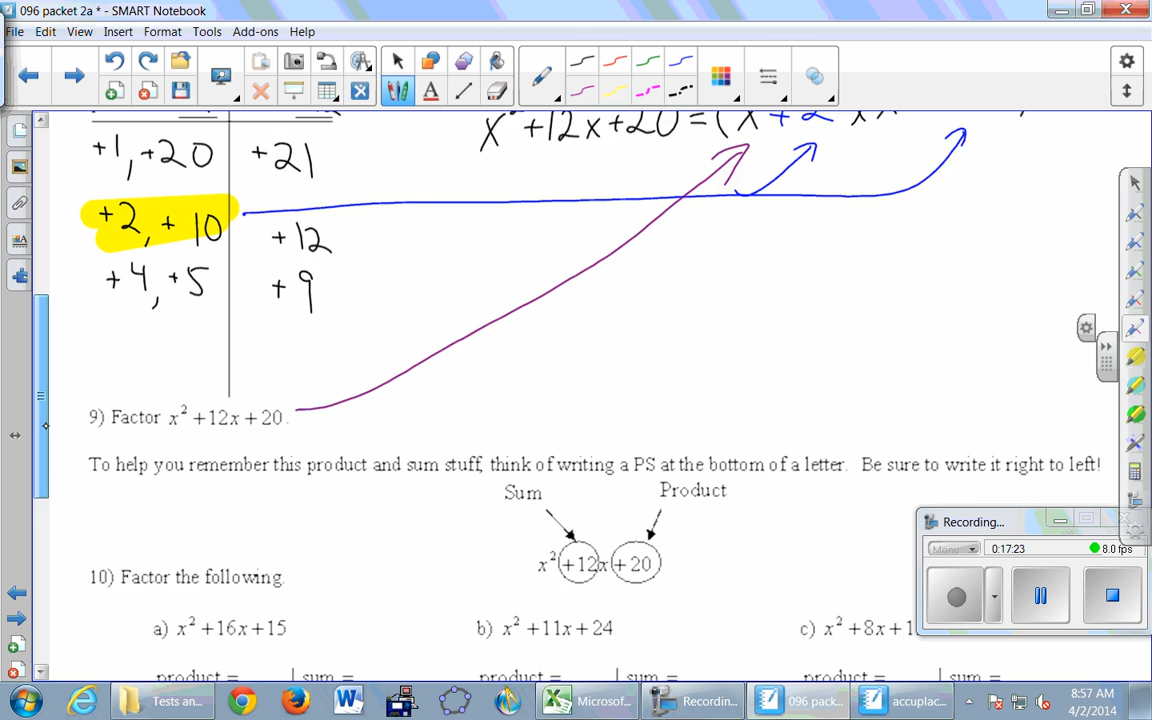 096 packet 2a * - SMART Notebook
File Edit View Insert Format Tools Add-ons Help
x² +12x+20 = (x +2
+1, +20 +21
+2, + 10 +12
+4, +5 +9
9) Factor x² +12x+20.
To help you remember this product and sum stuff, think of writing a PS at the bottom of a letter. Be sure to write it right to left!
Sum Product
x² +12x+20
10) Factor the following.
a) x² +16x+15 b) x² +11x+24 c) x² +8x+1
product = sum = product = sum = product = sum =
Recording...
Menu 0:17:23 8.0 fps
Tests an... Microsof... Recording... 096 pack... accuplac...
8:57 AM
4/2/2014